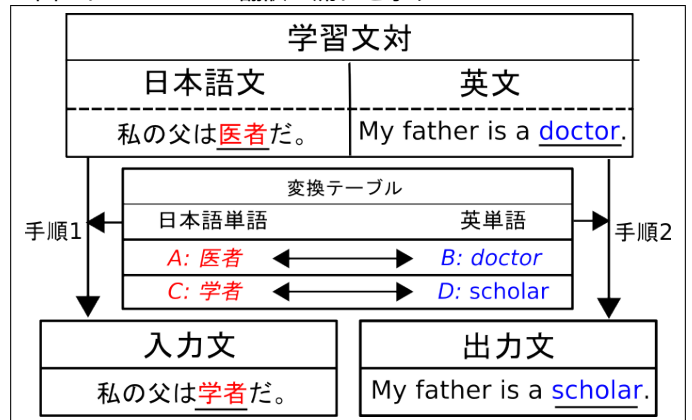 学習文対
日本語文 英文
私の父は医者だ。 My father is a doctor.
変換テーブル
日本語単語 英単語
手順1 手順2
A: 医者 B: doctor
C: 学者 D: scholar
入力文 出力文
私の父は学者だ。 My father is a scholar.